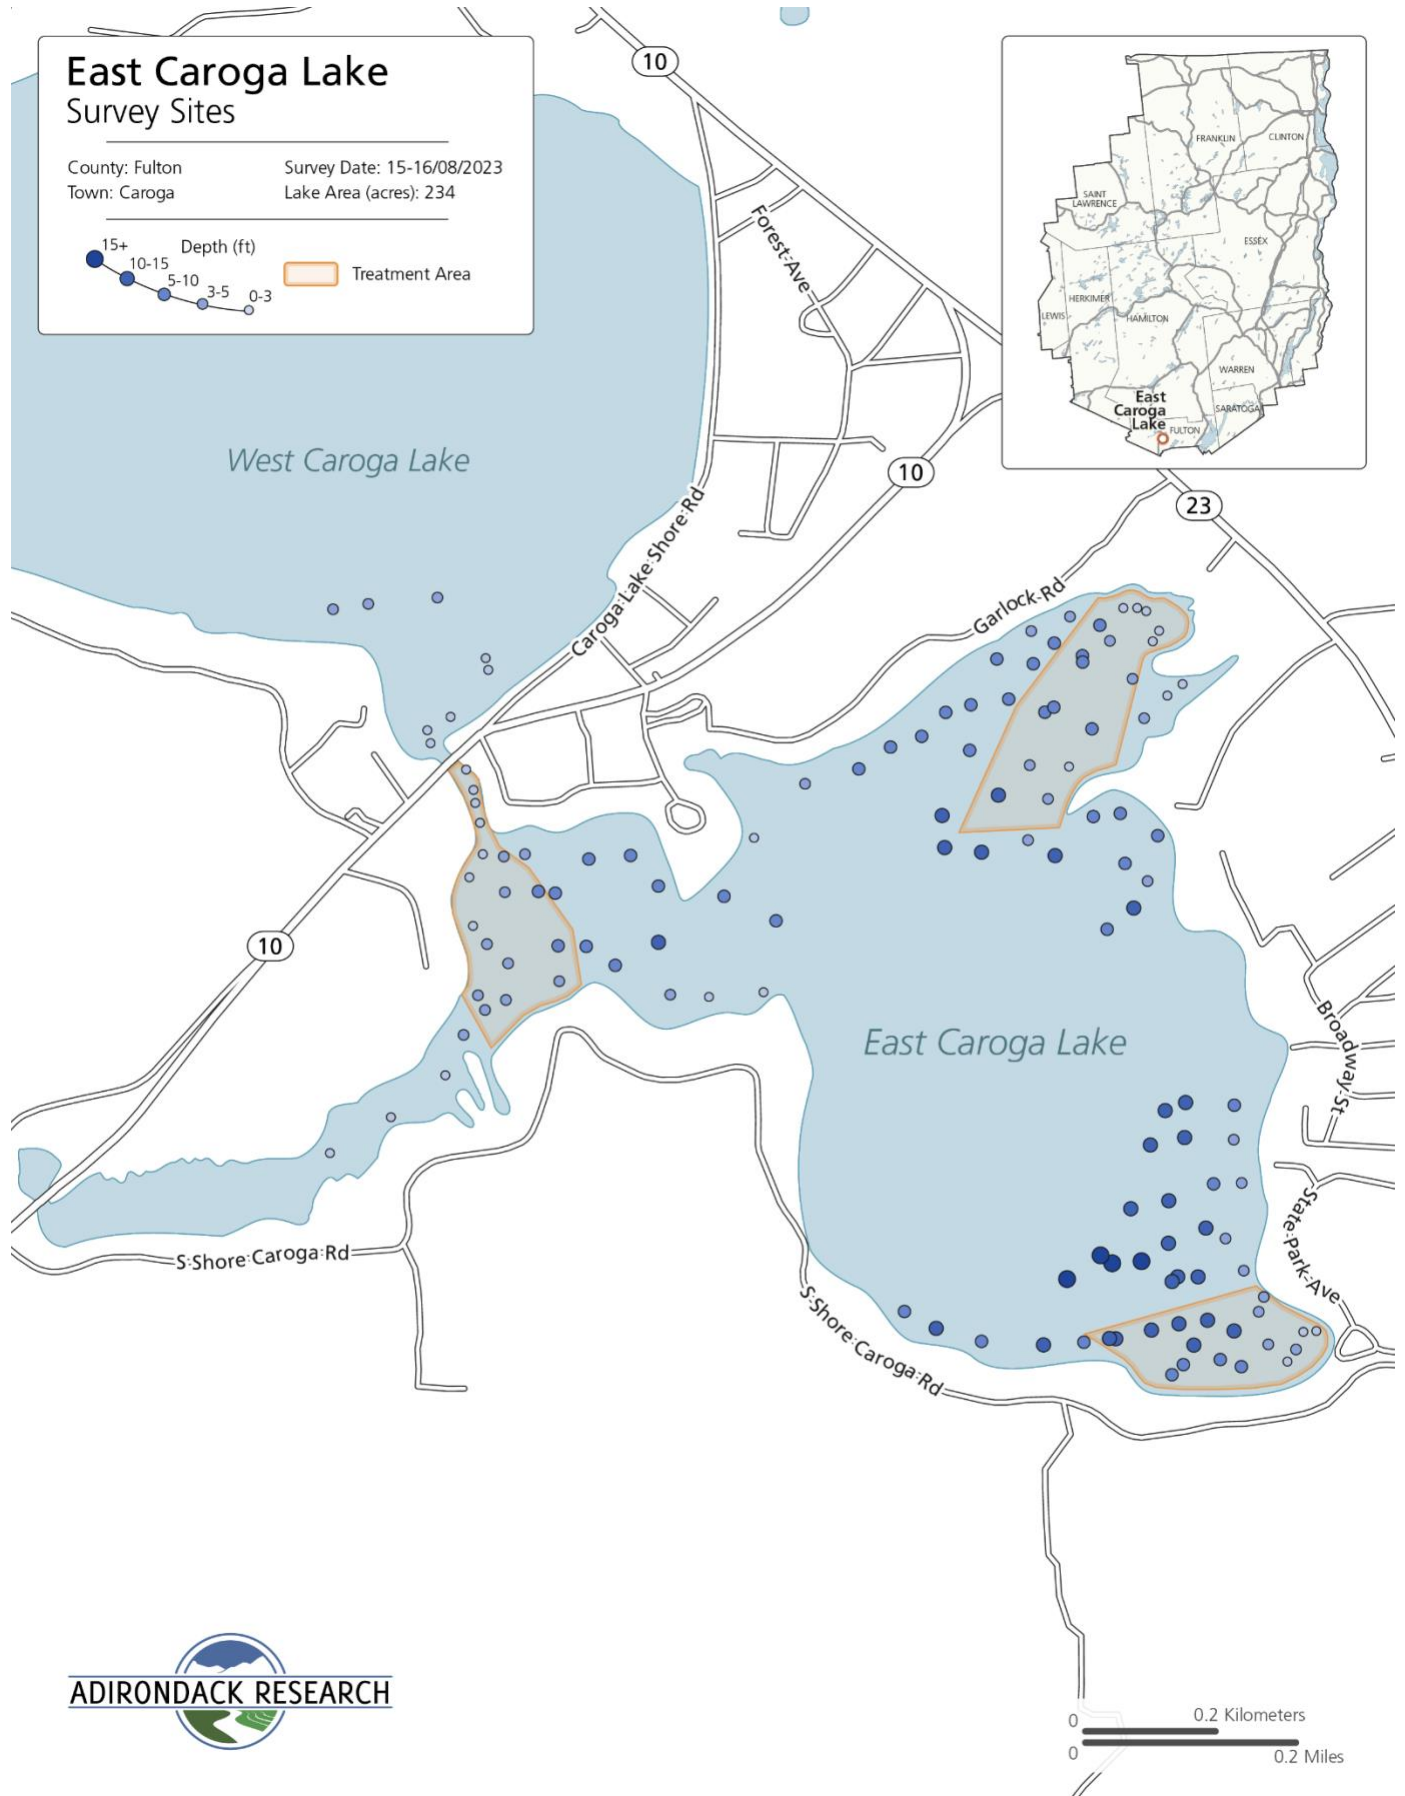 East Caroga Lake
Survey Sites
County: Fulton
Survey Date: 15-16/08/2023
Town: Caroga
Lake Area (acres): 234
Depth (ft)
15+
10-15
5-10
3-5
0-3
Treatment Area
10
FRANKLIN
CLINTON
SAINT
LAWRENCE
ESSEX
HERKIMER
LEWIS
HAMILTON
WARREN
East
Caroga
Lake
SARATOGA
FULTON
Forest Ave
West Caroga Lake
10
23
Caroga Lake Shore Rd
Garlock Rd
10
East Caroga Lake
Broadway St
State Park Ave
S Shore Caroga Rd
S Shore Caroga Rd
ADIRONDACK RESEARCH
0
0.2 Kilometers
0
0.2 Miles